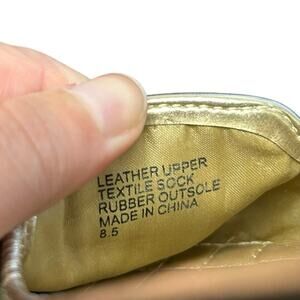 LEATHER UPPER
TEXTILE SOCK
RUBBER OUTSOLE
MADE IN CHINA
8.5